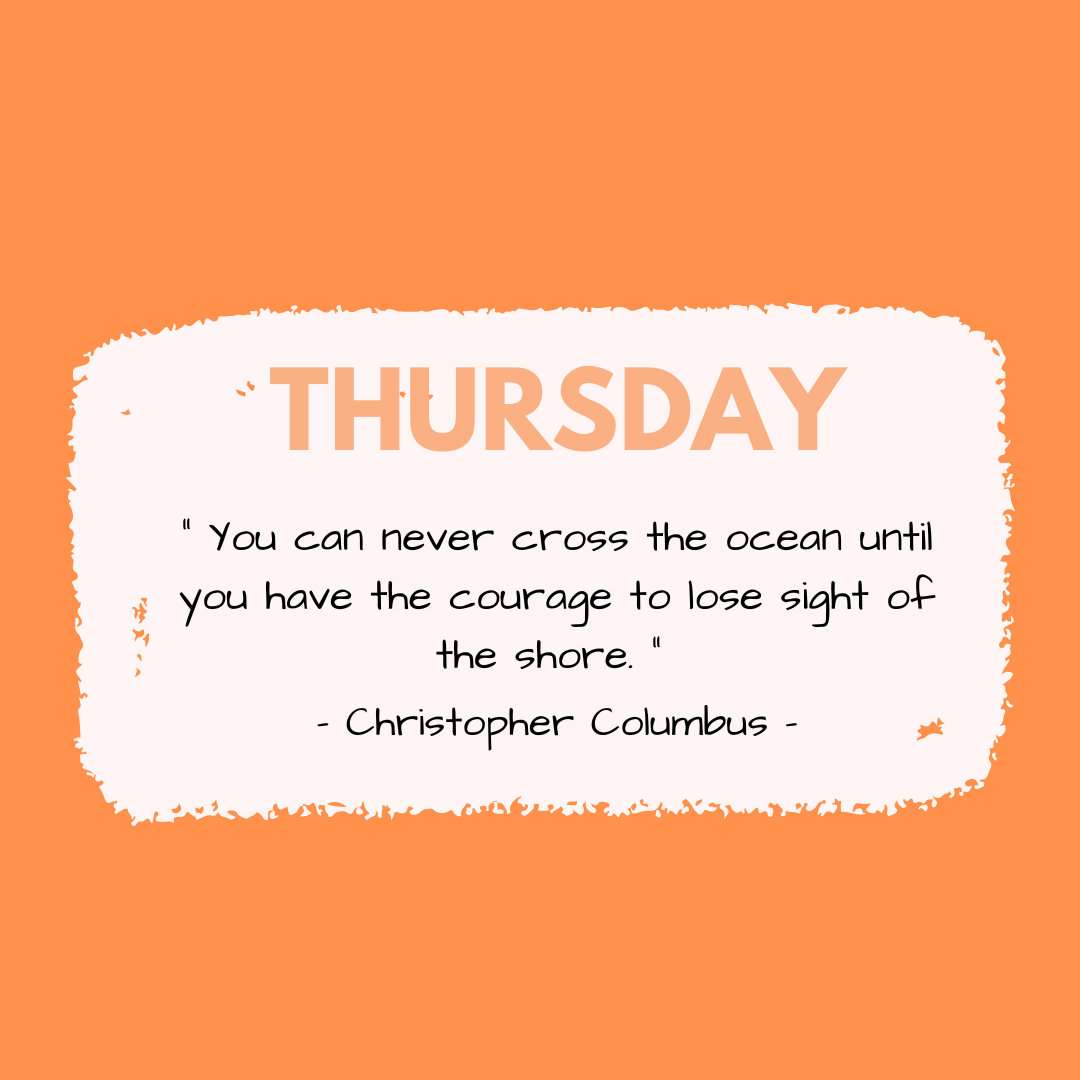 THURSDAY
" You can never cross the ocean until
you have the courage to lose sight of
the shore. "
- Christopher Columbus -